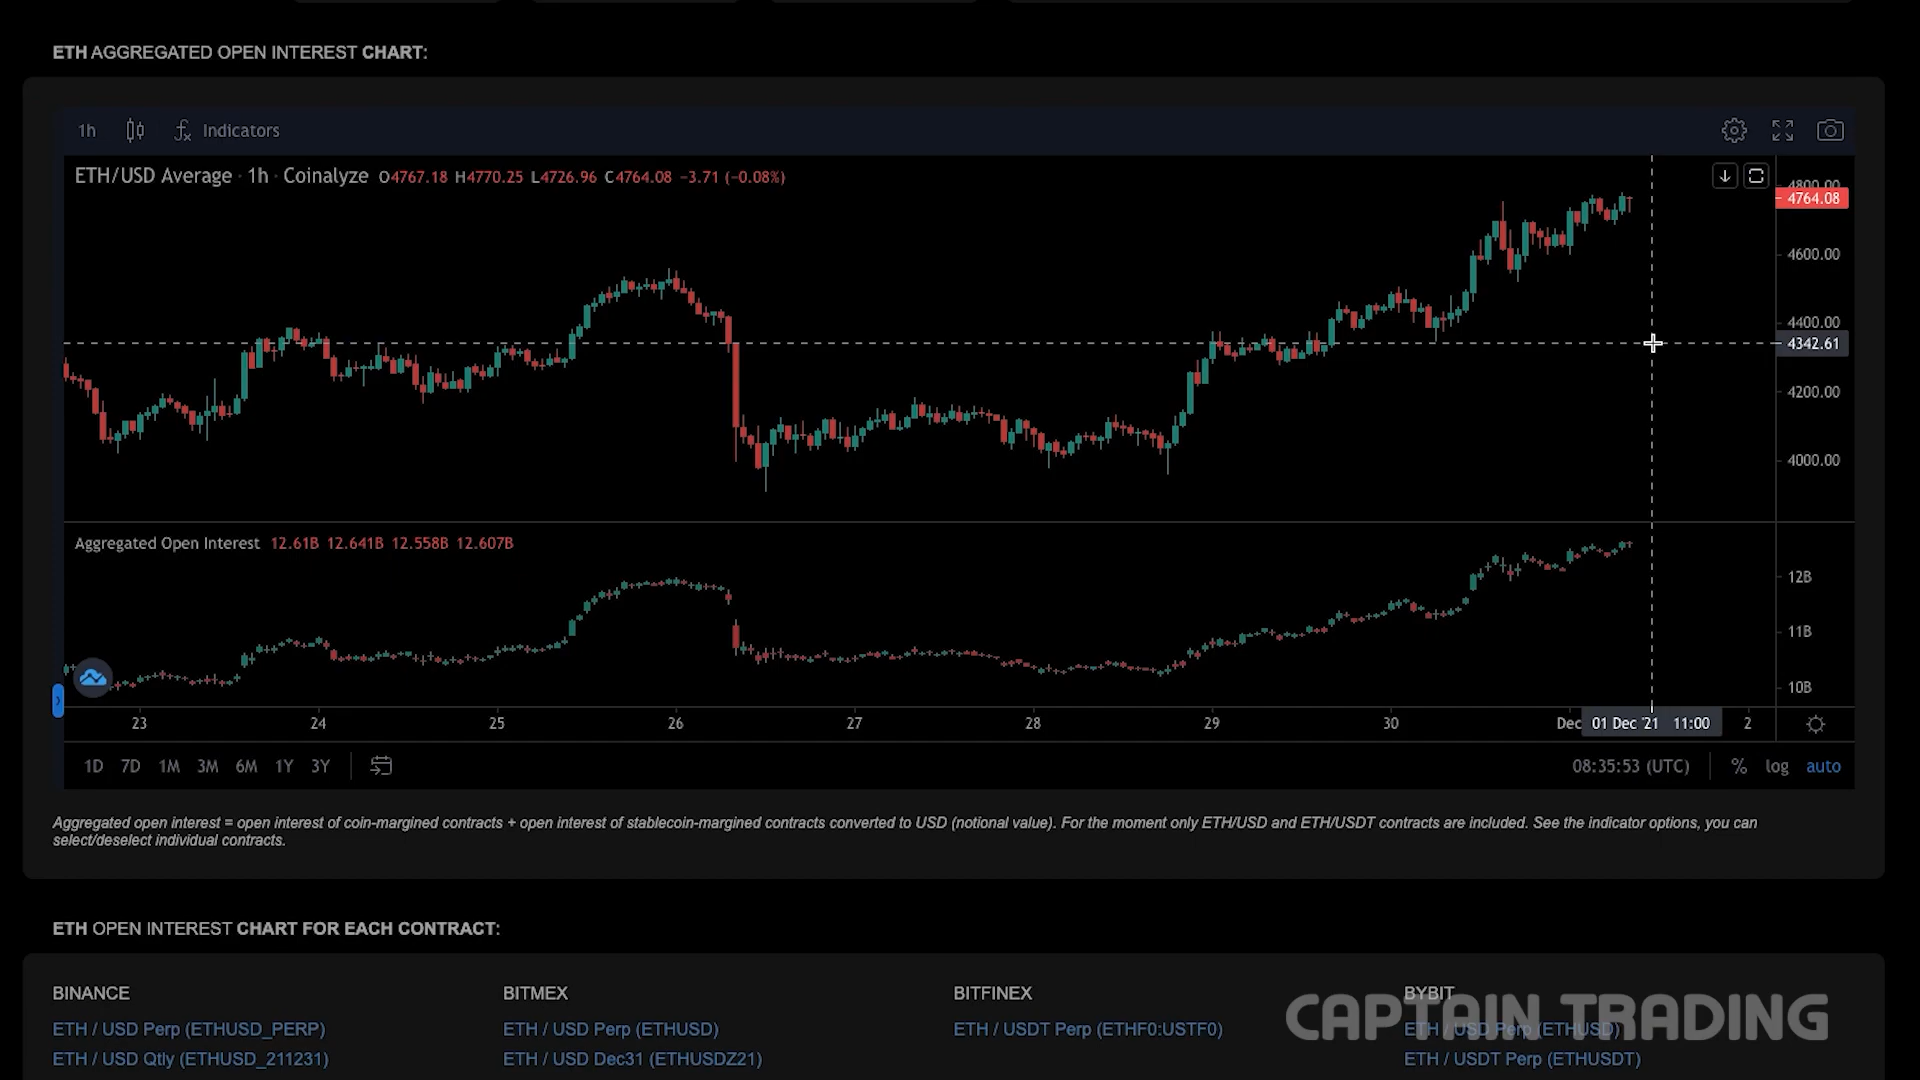 ETH AGGREGATED OPEN INTEREST CHART:
1h Indicators
ETH/USD Average · 1h · Coinalyze O4767.18 H4770.25 L4726.96 C4764.08 −3.71 (−0.08%)
4800.00
4764.08
4600.00
4400.00
4342.61
4200.00
4000.00
Aggregated Open Interest 12.61B 12.641B 12.558B 12.607B
12B
11B
10B
23 24 25 26 27 28 29 30 Dec 01 Dec '21 11:00 2
1D 7D 1M 3M 6M 1Y 3Y 08:35:53 (UTC) % log auto
Aggregated open interest = open interest of coin-margined contracts + open interest of stablecoin-margined contracts converted to USD (notional value). For the moment only ETH/USD and ETH/USDT contracts are included. See the indicator options, you can
select/deselect individual contracts.
ETH OPEN INTEREST CHART FOR EACH CONTRACT:
BINANCE BITMEX BITFINEX BYBIT
CAPTAIN TRADING
ETH / USD Perp (ETHUSD_PERP) ETH / USD Perp (ETHUSD) ETH / USDT Perp (ETHF0:USTF0) ETH / USD Perp (ETHUSD)
ETH / USD Qtly (ETHUSD_211231) ETH / USD Dec31 (ETHUSDZ21) ETH / USDT Perp (ETHUSDT)